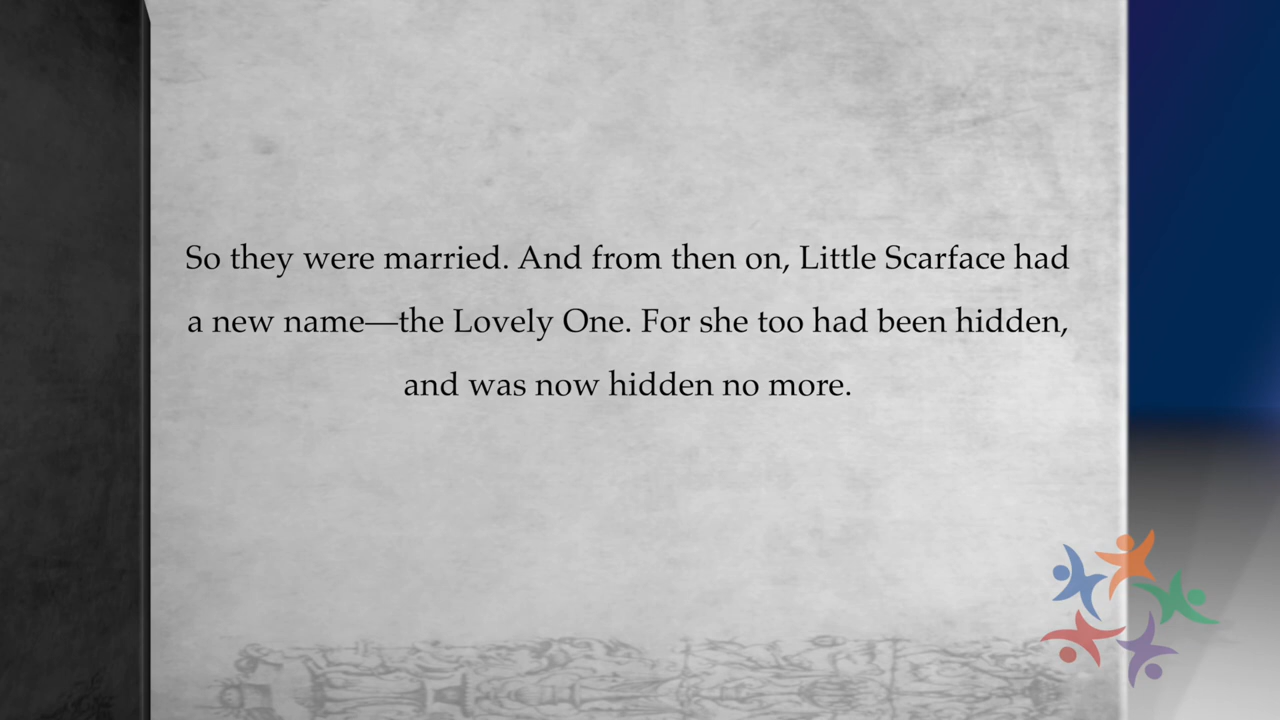 So they were married. And from then on, Little Scarface had
a new name—the Lovely One. For she too had been hidden,
and was now hidden no more.